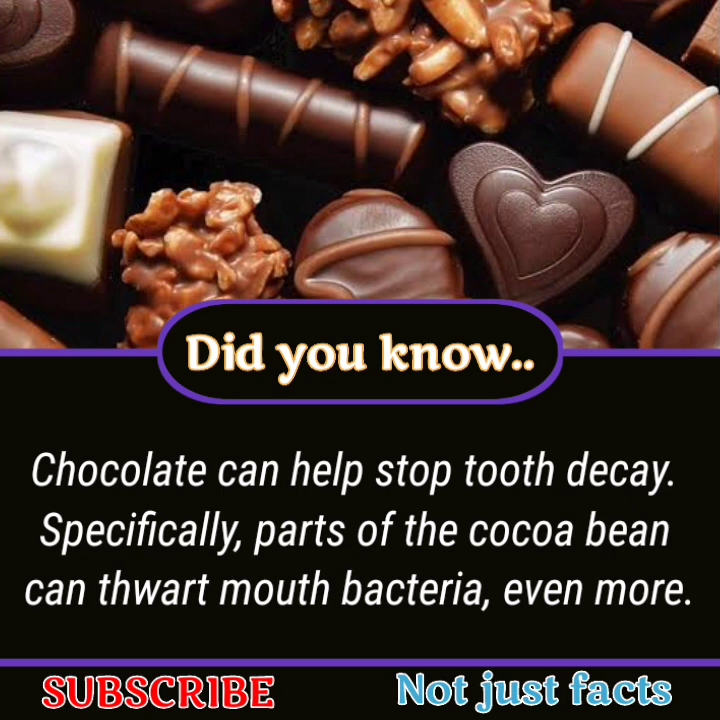 Did you know..
Chocolate can help stop tooth decay.
Specifically, parts of the cocoa bean
can thwart mouth bacteria, even more.
SUBSCRIBE
Not just facts